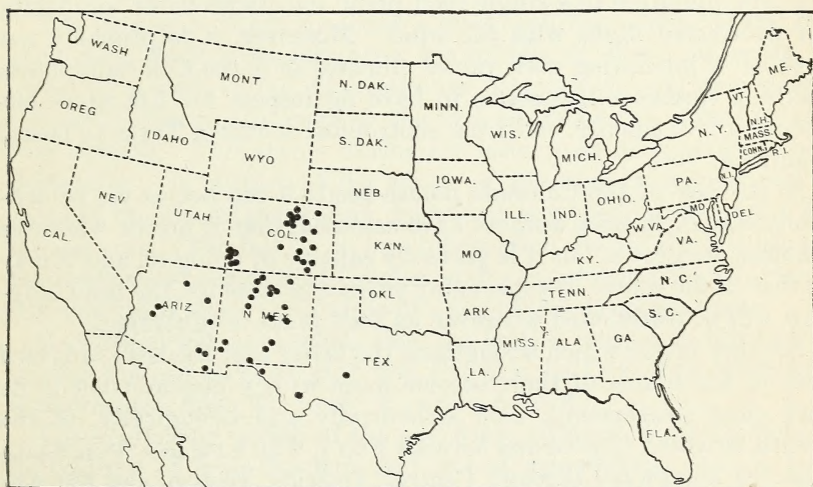 WASH
MONT
N. DAK.
MINN.
ME.
OREG
IDAHO
S. DAK.
WIS.
MICH.
N. Y.
VT.
N.H.
MASS.
CONN.
R.I.
WYO
NEV
UTAH
NEB
IOWA.
ILL.
IND.
OHIO.
PA.
N.J.
MD.
DEL
CAL.
COL.
KAN.
MO
KY.
W VA.
VA.
ARIZ
N MEX.
OKL
ARK
TENN
N. C.
S. C.
TEX.
LA.
MISS.
ALA
GA
FLA.